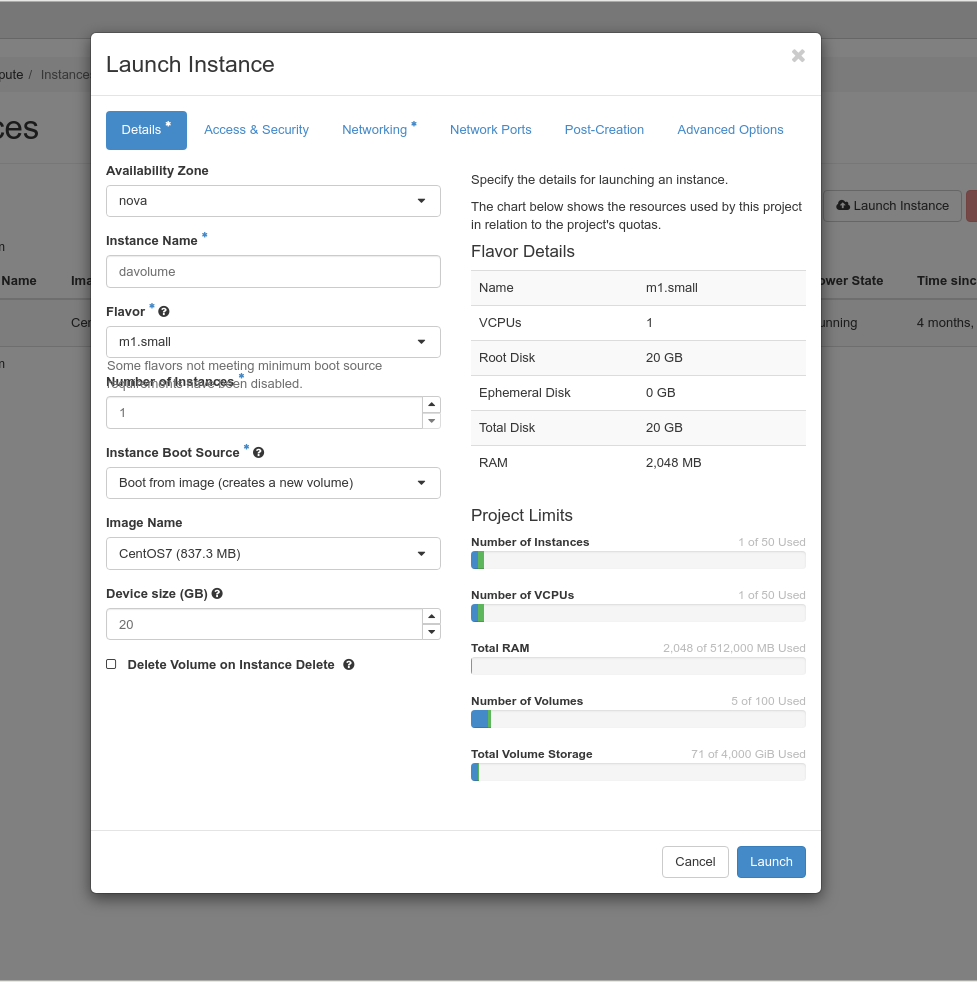 Launch Instance
×
pute / Instance
ces
Details *
Access & Security
Networking *
Network Ports
Post-Creation
Advanced Options
Availability Zone
nova
Instance Name *
davolume
Flavor * ?
m1.small
Some flavors not meeting minimum boot source
requirements have been disabled.
Number of Instances *
1
Instance Boot Source * ?
Boot from image (creates a new volume)
Image Name
CentOS7 (837.3 MB)
Device size (GB) ?
20
Delete Volume on Instance Delete ?
Specify the details for launching an instance.
The chart below shows the resources used by this project
in relation to the project's quotas.
Flavor Details
Name m1.small
VCPUs 1
Root Disk 20 GB
Ephemeral Disk 0 GB
Total Disk 20 GB
RAM 2,048 MB
Project Limits
Number of Instances 1 of 50 Used
Number of VCPUs 1 of 50 Used
Total RAM 2,048 of 512,000 MB Used
Number of Volumes 5 of 100 Used
Total Volume Storage 71 of 4,000 GiB Used
Cancel
Launch
Launch Instance
m
Name
Ima
ower State
Time sinc
Cen
unning
4 months,
m